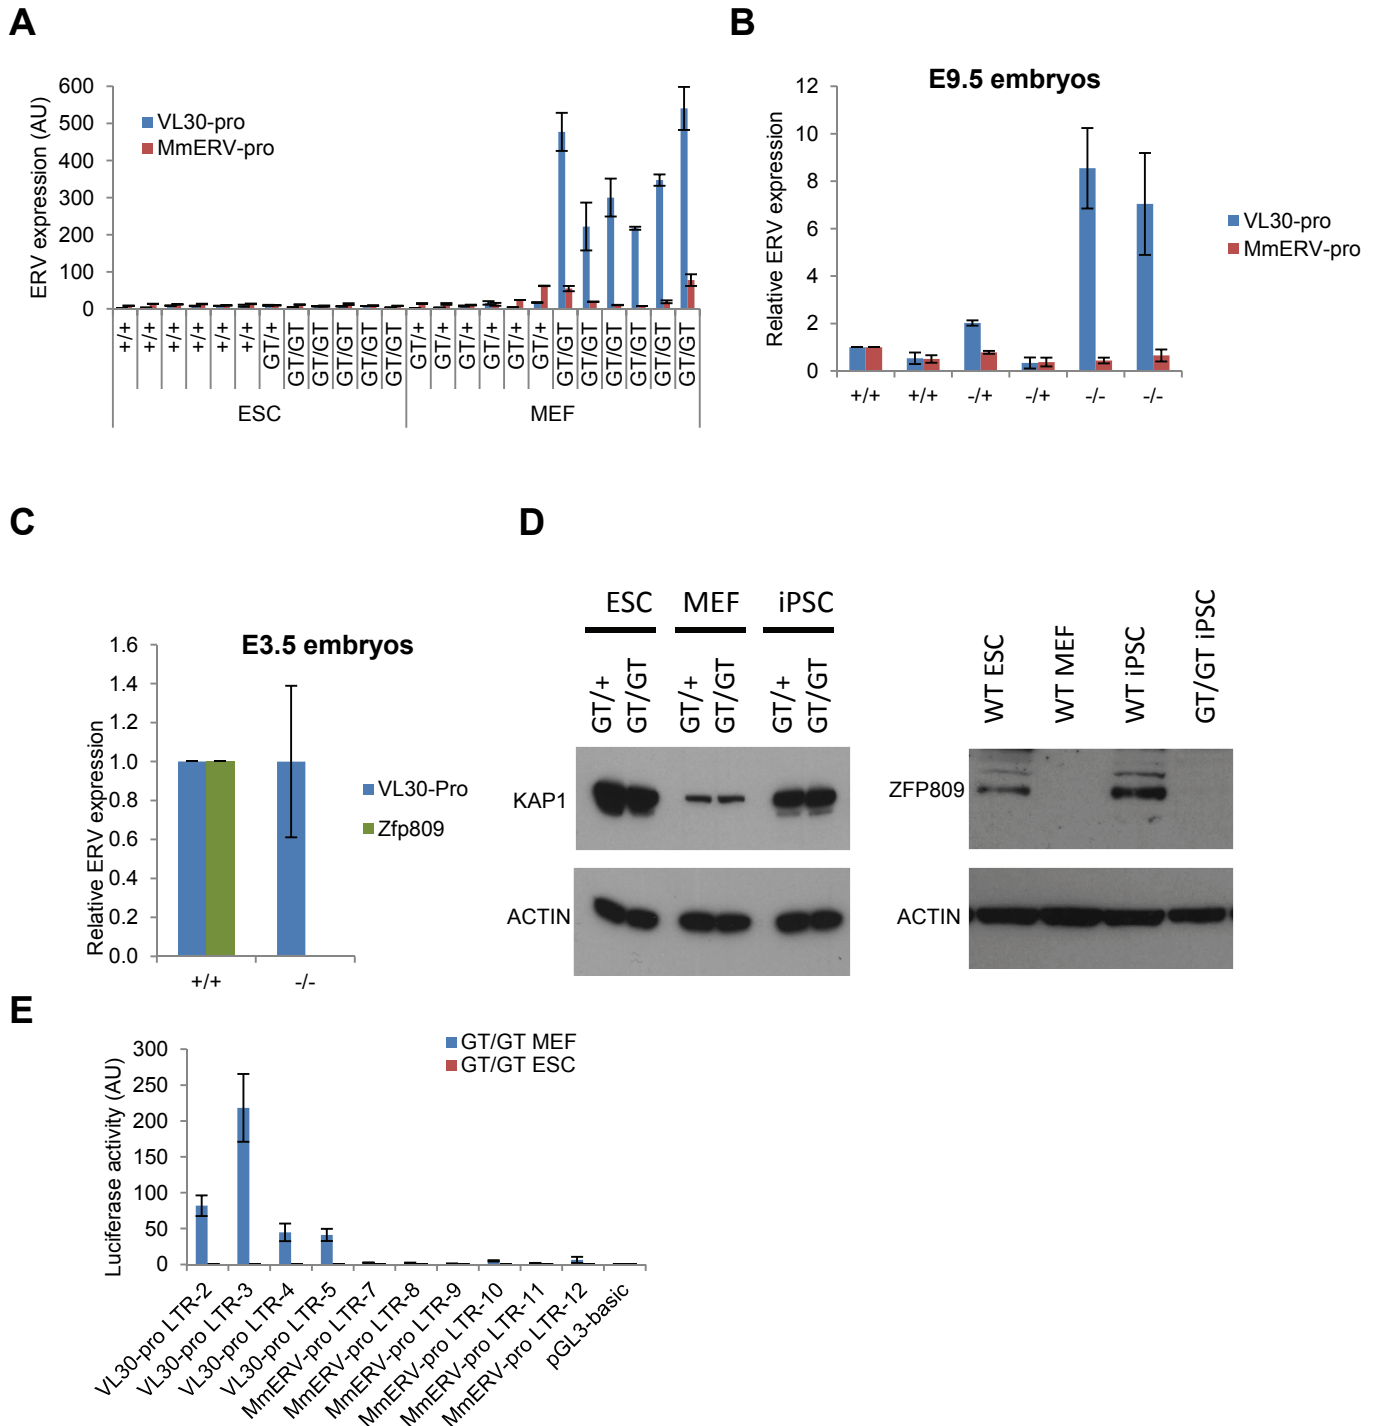 A
ERV expression (AU)
600
500
400
300
200
100
0
VL30-pro
MmERV-pro
+/+
+/+
+/+
+/+
+/+
+/+
GT/+
GT/GT
GT/GT
GT/GT
GT/GT
GT/GT
GT/+
GT/+
GT/+
GT/+
GT/+
GT/+
GT/GT
GT/GT
GT/GT
GT/GT
GT/GT
GT/GT
ESC
MEF
B
E9.5 embryos
Relative ERV expression
12
10
8
6
4
2
0
+/+
+/+
-/+
-/+
-/-
-/-
VL30-pro
MmERV-pro
C
E3.5 embryos
Relative ERV expression
1.6
1.4
1.2
1.0
0.8
0.6
0.4
0.2
0.0
+/+
-/-
VL30-Pro
Zfp809
D
ESC
MEF
iPSC
GT/+
GT/GT
GT/+
GT/GT
GT/+
GT/GT
KAP1
ACTIN
WT ESC
WT MEF
WT iPSC
GT/GT iPSC
ZFP809
ACTIN
E
Luciferase activity (AU)
300
250
200
150
100
50
0
GT/GT MEF
GT/GT ESC
VL30-pro LTR-2
VL30-pro LTR-3
VL30-pro LTR-4
VL30-pro LTR-5
MmERV-pro LTR-7
MmERV-pro LTR-8
MmERV-pro LTR-9
MmERV-pro LTR-10
MmERV-pro LTR-11
MmERV-pro LTR-12
pGL3-basic